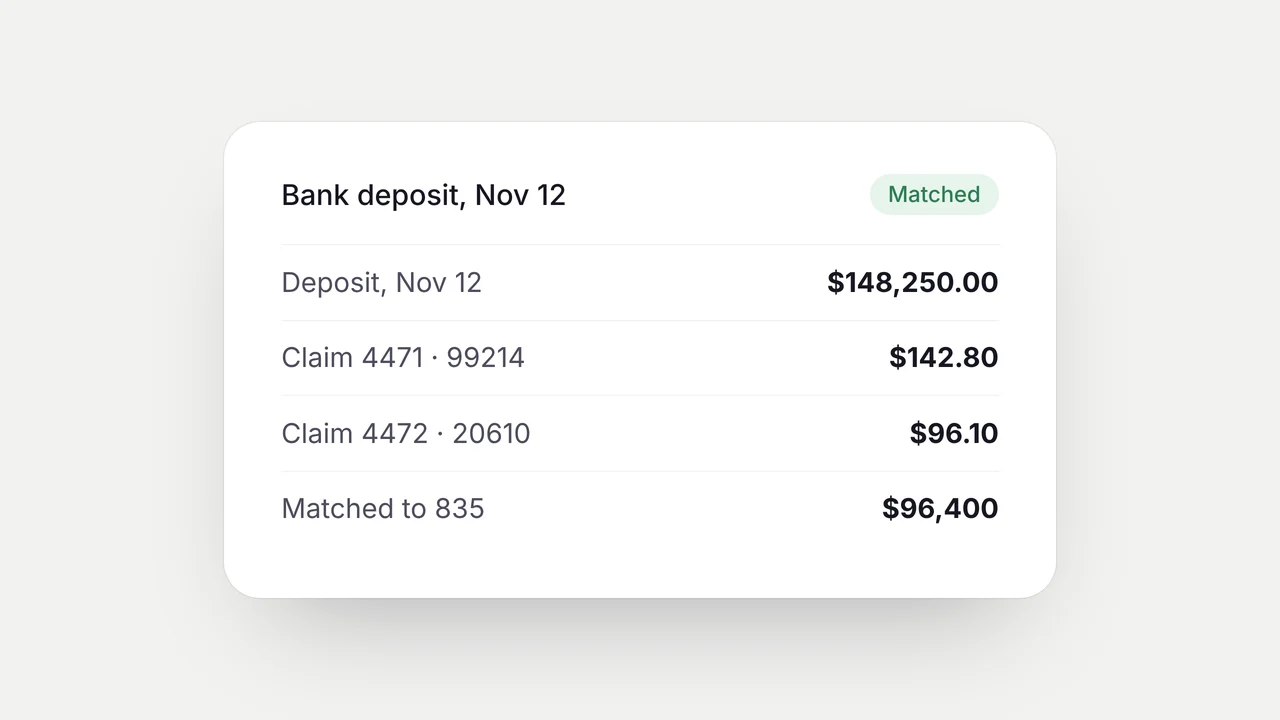 Bank deposit, Nov 12 Matched
Deposit, Nov 12 $148,250.00
Claim 4471 · 99214 $142.80
Claim 4472 · 20610 $96.10
Matched to 835 $96,400